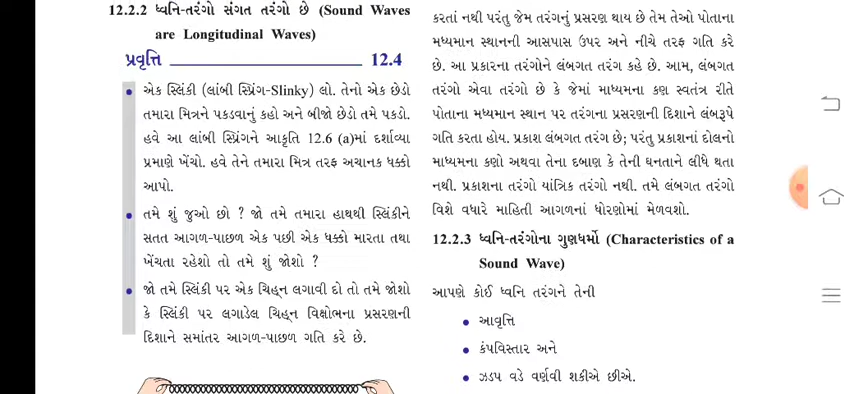 12.2.2 ધ્વનિ-તરંગો સંગત તરંગો છે (Sound Waves
are Longitudinal Waves)
પ્રવૃત્તિ 12.4
• એક સ્લિંકી (લાંબી સ્પ્રિંગ-Slinky) લો. તેનો એક છેડો
તમારા મિત્રને પકડવાનું કહો અને બીજો છેડો તમે પકડો.
હવે આ લાંબી સ્પ્રિંગને આકૃતિ 12.6 (a)માં દર્શાવ્યા
પ્રમાણે ખેંચો. હવે તેને તમારા મિત્ર તરફ અચાનક ધક્કો
આપો.
• તમે શું જુઓ છો ? જો તમે તમારા હાથથી સ્લિંકીને
સતત આગળ-પાછળ એક પછી એક ધક્કો મારતા તથા
ખેંચતા રહેશો તો તમે શું જોશો ?
• જો તમે સ્લિંકી પર એક ચિહ્ન લગાવી દો તો તમે જોશો
કે સ્લિંકી પર લગાડેલ ચિહ્ન વિક્ષોભના પ્રસરણની
દિશાને સમાંતર આગળ-પાછળ ગતિ કરે છે.
કરતાં નથી પરંતુ જેમ તરંગનું પ્રસરણ થાય છે તેમ તેઓ પોતાના
મધ્યમાન સ્થાનની આસપાસ ઉપર અને નીચે તરફ ગતિ કરે
છે. આ પ્રકારના તરંગોને લંબગત તરંગ કહે છે. આમ, લંબગત
તરંગો એવા તરંગો છે કે જેમાં માધ્યમના કણ સ્વતંત્ર રીતે
પોતાના મધ્યમાન સ્થાન પર તરંગના પ્રસરણની દિશાને લંબરૂપે
ગતિ કરતા હોય. પ્રકાશ લંબગત તરંગ છે; પરંતુ પ્રકાશનાં દોલનો
માધ્યમના કણો અથવા તેના દબાણ કે તેની ઘનતાને લીધે થતા
નથી. પ્રકાશના તરંગો યાંત્રિક તરંગો નથી. તમે લંબગત તરંગો
વિશે વધારે માહિતી આગળનાં ધોરણોમાં મેળવશો.
12.2.3 ધ્વનિ-તરંગોના ગુણધર્મો (Characteristics of a
Sound Wave)
આપણે કોઈ ધ્વનિ તરંગને તેની
• આવૃત્તિ
• કંપવિસ્તાર અને
• ઝડપ વડે વર્ણવી શકીએ છીએ.